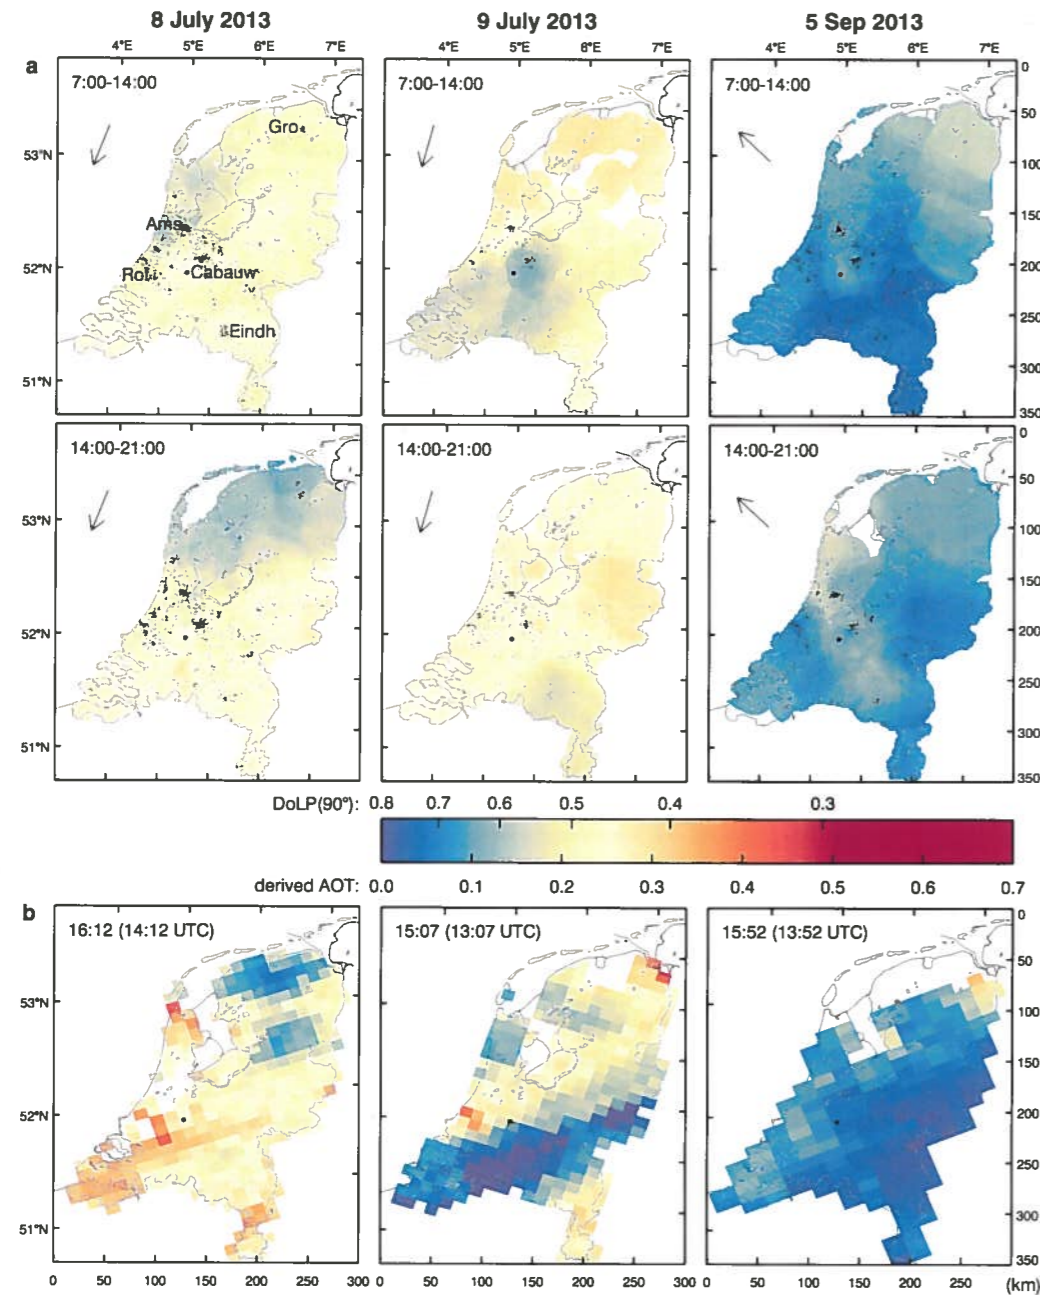 8 July 2013 9 July 2013 5 Sep 2013
4°E 5°E 6°E 7°E 4°E 5°E 6°E 7°E 4°E 5°E 6°E 7°E
a
7:00-14:00 7:00-14:00 7:00-14:00
Gro
Ams
Rot
Cabauw
Eindh
53°N
52°N
51°N
0
50
100
150
200
250
300
350
14:00-21:00 14:00-21:00 14:00-21:00
53°N
52°N
51°N
0
50
100
150
200
250
300
350
DoLP(90°): 0.8 0.7 0.6 0.5 0.4 0.3
derived AOT: 0.0 0.1 0.2 0.3 0.4 0.5 0.6 0.7
b
16:12 (14:12 UTC) 15:07 (13:07 UTC) 15:52 (13:52 UTC)
53°N
52°N
51°N
0
50
100
150
200
250
300
350
0 50 100 150 200 250 300 50 100 150 200 250 300 0 50 100 150 200 250 (km)